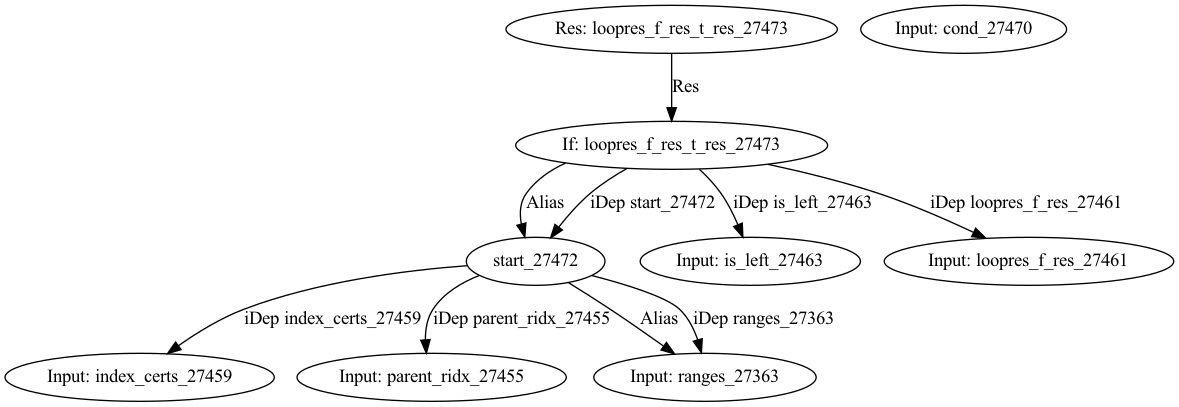 Res: loopres_f_res_t_res_27473
Input: cond_27470
Res
If: loopres_f_res_t_res_27473
Alias
iDep start_27472
iDep is_left_27463
iDep loopres_f_res_27461
start_27472
Input: is_left_27463
Input: loopres_f_res_27461
iDep index_certs_27459
iDep parent_ridx_27455
Alias
iDep ranges_27363
Input: index_certs_27459
Input: parent_ridx_27455
Input: ranges_27363